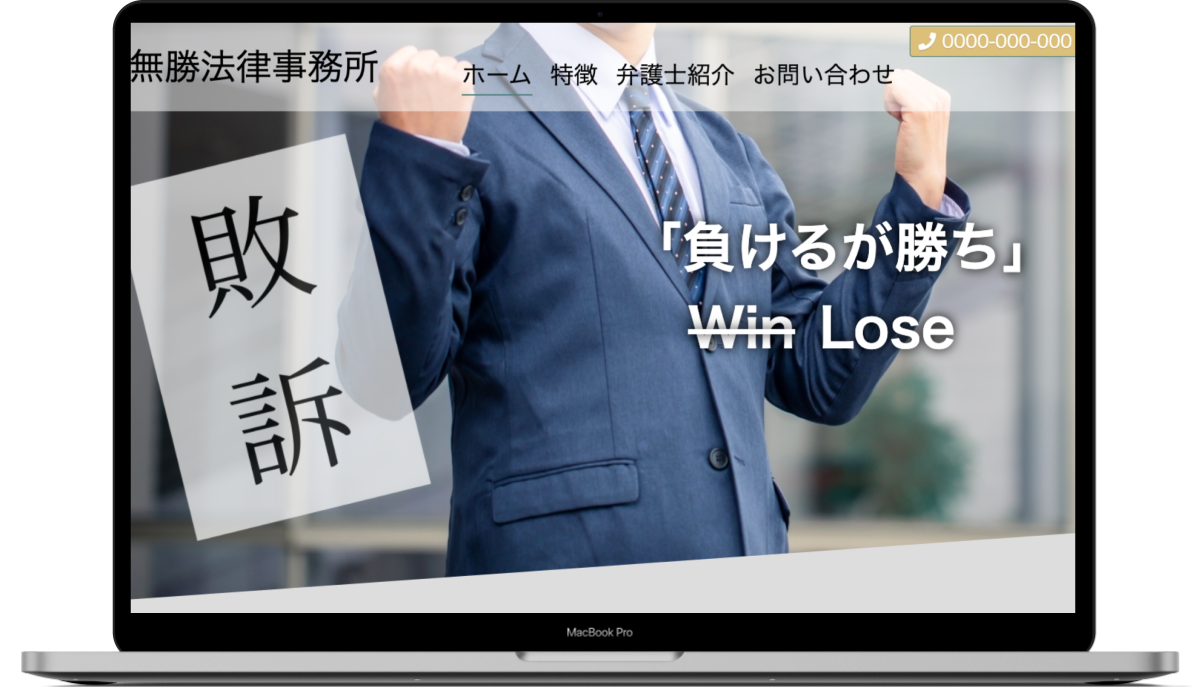 無勝法律事務所
ホーム 特徴 弁護士紹介 お問い合わせ
0000-000-000
敗訴
「負けるが勝ち」
Win Lose
MacBook Pro